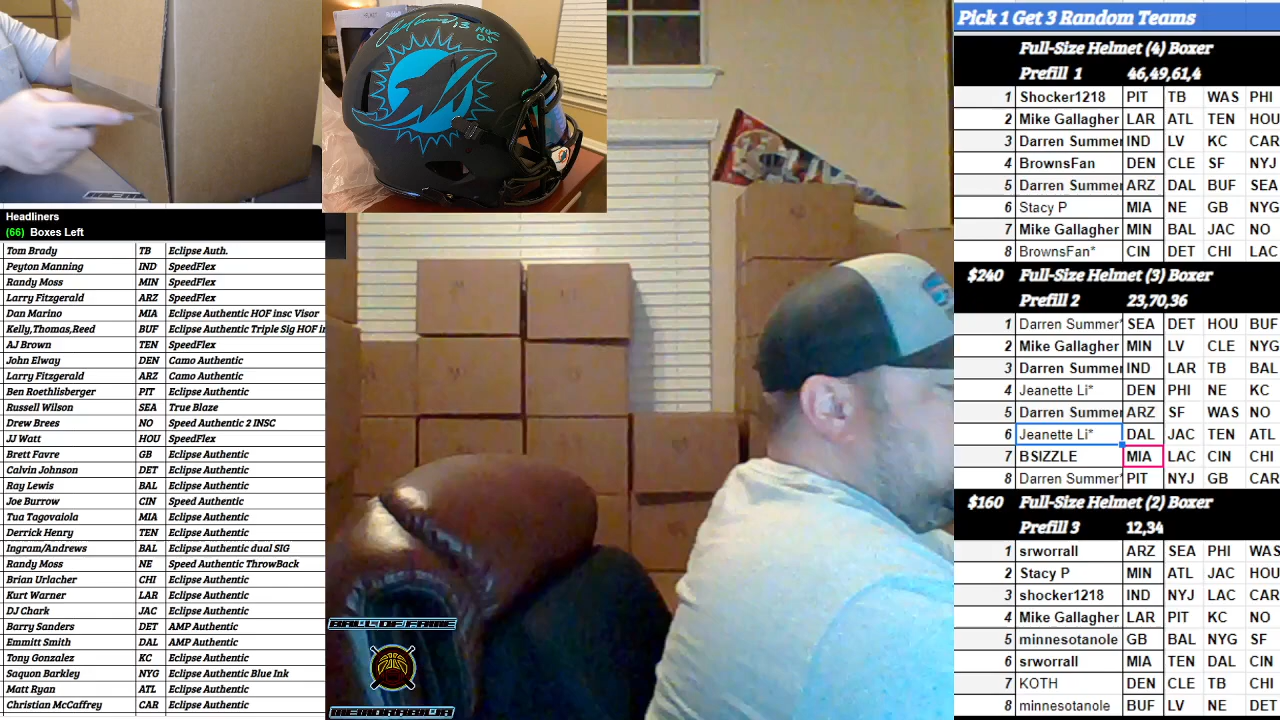 Headliners
(66) Boxes Left
Tom Brady TB Eclipse Auth.
Peyton Manning IND SpeedFlex
Randy Moss MIN SpeedFlex
Larry Fitzgerald ARZ SpeedFlex
Dan Marino MIA Eclipse Authentic HOF insc Visor
Kelly,Thomas,Reed BUF Eclipse Authentic Triple Sig HOF
AJ Brown TEN SpeedFlex
John Elway DEN Camo Authentic
Larry Fitzgerald ARZ Camo Authentic
Ben Roethlisberger PIT Eclipse Authentic
Russell Wilson SEA True Blaze
Drew Brees NO Speed Authentic 2 INSC
JJ Watt HOU SpeedFlex
Brett Favre GB Eclipse Authentic
Calvin Johnson DET Eclipse Authentic
Ray Lewis BAL Eclipse Authentic
Joe Burrow CIN Speed Authentic
Tua Tagovaiola MIA Eclipse Authentic
Derrick Henry TEN Eclipse Authentic
Ingram/Andrews BAL Eclipse Authentic dual SIG
Randy Moss NE Speed Authentic ThrowBack
Brian Urlacher CHI Eclipse Authentic
Kurt Warner LAR Eclipse Authentic
DJ Chark JAC Eclipse Authentic
Barry Sanders DET AMP Authentic
Emmitt Smith DAL AMP Authentic
Tony Gonzalez KC Eclipse Authentic
Saquon Barkley NYG Eclipse Authentic Blue Ink
Matt Ryan ATL Eclipse Authentic
Christian McCaffrey CAR Eclipse Authentic
13 HOF
05
BALL OF FAME
MEMORABILIA
Pick 1 Get 3 Random Teams
Full-Size Helmet (4) Boxer
Prefill 1 46,49,61,4
1 Shocker1218 PIT TB WAS PHI
2 Mike Gallagher LAR ATL TEN HOU
3 Darren Summer IND LV KC CAR
4 BrownsFan DEN CLE SF NYJ
5 Darren Summer ARZ DAL BUF SEA
6 Stacy P MIA NE GB NYG
7 Mike Gallagher MIN BAL JAC NO
8 BrownsFan* CIN DET CHI LAC
$240 Full-Size Helmet (3) Boxer
Prefill 2 23,70,36
1 Darren Summer* SEA DET HOU BUF
2 Mike Gallagher MIN LV CLE NYG
3 Darren Summer IND LAR TB BAL
4 Jeanette Li* DEN PHI NE KC
5 Darren Summer ARZ SF WAS NO
6 Jeanette Li* DAL JAC TEN ATL
7 BSIZZLE MIA LAC CIN CHI
8 Darren Summer* PIT NYJ GB CAR
$160 Full-Size Helmet (2) Boxer
Prefill 3 12,34
1 srworrall ARZ SEA PHI WAS
2 Stacy P MIN ATL JAC HOU
3 shocker1218 IND NYJ LAC CAR
4 Mike Gallagher LAR PIT KC NO
5 minnesotanole GB BAL NYG SF
6 srworrall MIA TEN DAL CIN
7 KOTH DEN CLE TB CHI
8 minnesotanole BUF LV NE DET